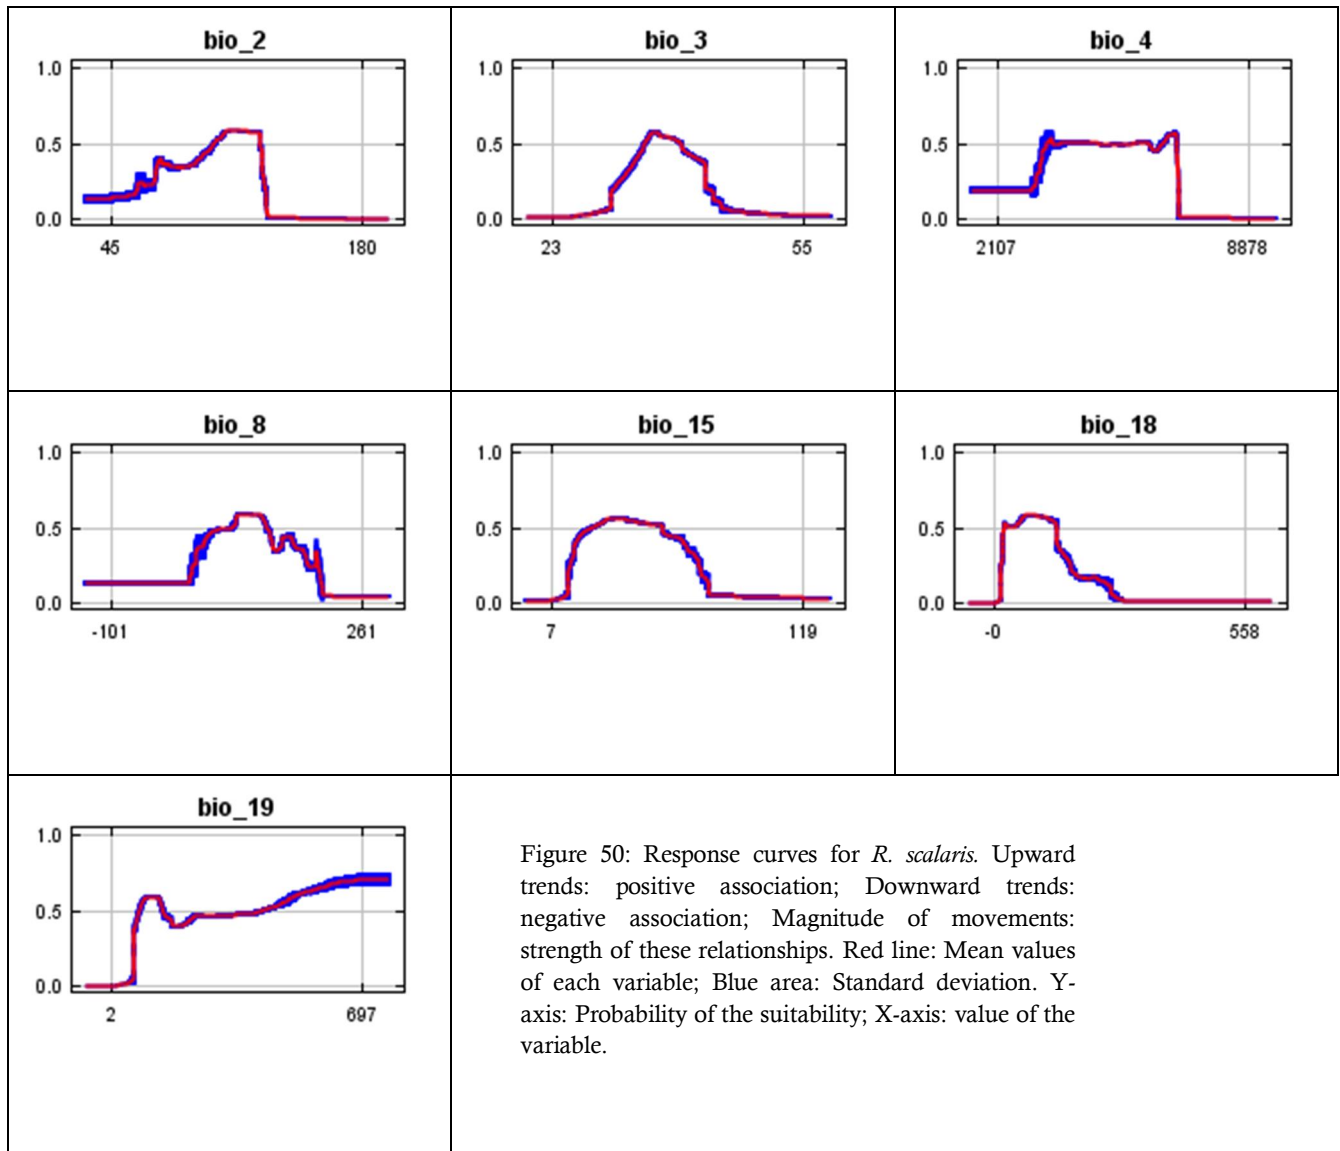 bio_2
1.0
0.5
0.0
45 180
bio_3
1.0
0.5
0.0
23 55
bio_4
1.0
0.5
0.0
2107 8878
bio_8
1.0
0.5
0.0
-101 261
bio_15
1.0
0.5
0.0
7 119
bio_18
1.0
0.5
0.0
-0 558
bio_19
1.0
0.5
0.0
2 697
Figure 50: Response curves for R. scalaris. Upward
trends: positive association; Downward trends:
negative association; Magnitude of movements:
strength of these relationships. Red line: Mean values
of each variable; Blue area: Standard deviation. Y-
axis: Probability of the suitability; X-axis: value of the
variable.